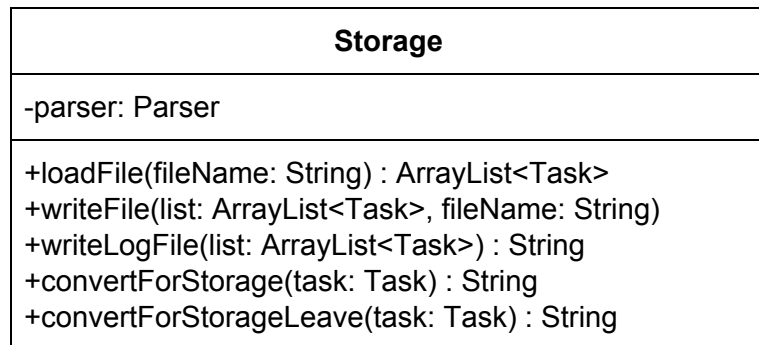 Storage
-parser: Parser
+loadFile(fileName: String) : ArrayList<Task>
+writeFile(list: ArrayList<Task>, fileName: String)
+writeLogFile(list: ArrayList<Task>) : String
+convertForStorage(task: Task) : String
+convertForStorageLeave(task: Task) : String